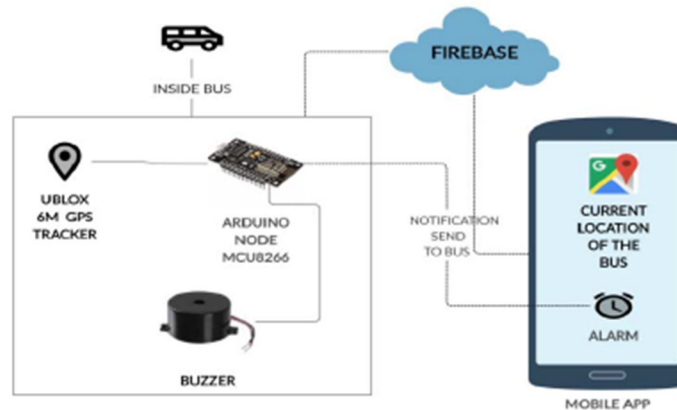 FIREBASE
INSIDE BUS
UBLOX
6M GPS
TRACKER
ARDUINO
NODE
MCU8266
BUZZER
NOTIFICATION
SEND
TO BUS
G
CURRENT
LOCATION
OF THE
BUS
ALARM
MOBILE APP